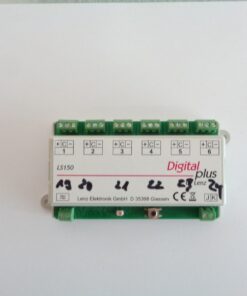 + C - + C - + C - + C - + C - + C -
1 2 3 4 5 6
LS150
Digital
plus
Lenz
19 20 21 22 23 24
Lenz Elektronik GmbH D 35398 Giessen CE
J K